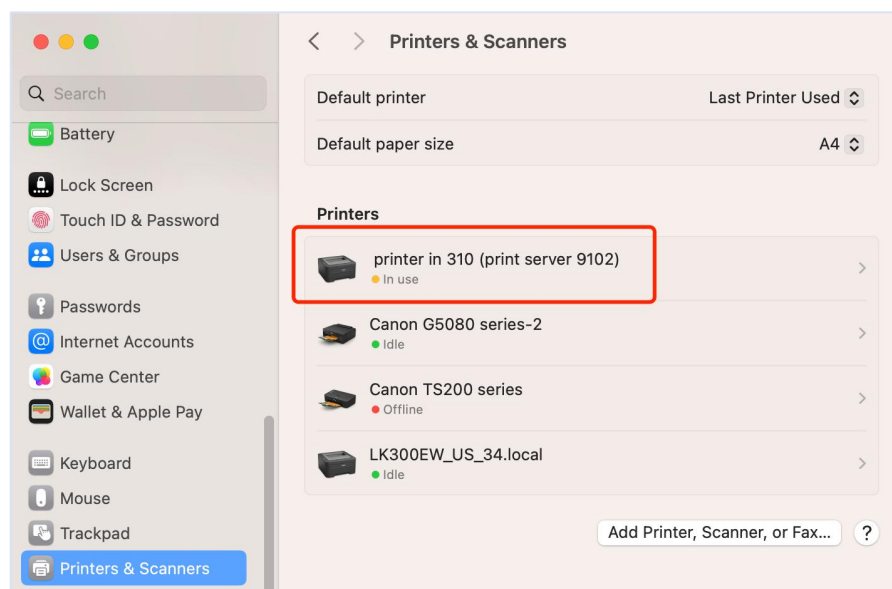 Printers & Scanners
Search
Battery
Lock Screen
Touch ID & Password
Users & Groups
Passwords
Internet Accounts
Game Center
Wallet & Apple Pay
Keyboard
Mouse
Trackpad
Printers & Scanners
Default printer Last Printer Used
Default paper size A4
Printers
printer in 310 (print server 9102)
In use
Canon G5080 series-2
Idle
Canon TS200 series
Offline
LK300EW_US_34.local
Idle
Add Printer, Scanner, or Fax... ?